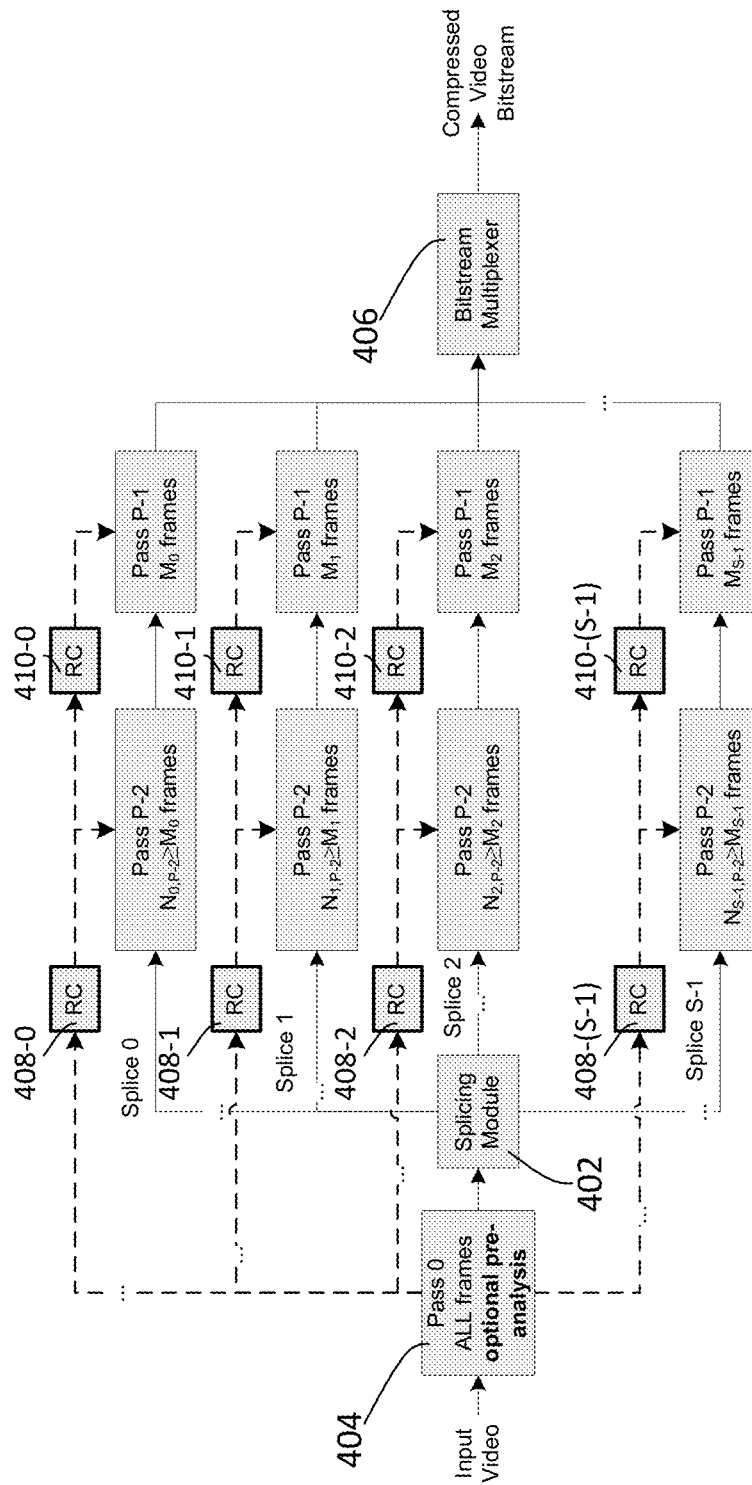 Input
Video
404
Pass 0
ALL frames
optional pre-
analysis
Splicing
Module
402
...
...
...
...
...
...
...
...
408-0
RC
Splice 0
Pass P-2
N0,P-2≥M0 frames
410-0
RC
Pass P-1
M0 frames
408-1
RC
Splice 1
Pass P-2
N1,P-2≥M1 frames
410-1
RC
Pass P-1
M1 frames
408-2
RC
Splice 2
Pass P-2
N2,P-2≥M2 frames
410-2
RC
Pass P-1
M2 frames
408-(S-1)
RC
Splice S-1
Pass P-2
NS-1,P-2≥MS-1 frames
410-(S-1)
RC
Pass P-1
MS-1 frames
...
406
Bitstream
Multiplexer
Compressed
Video
Bitstream